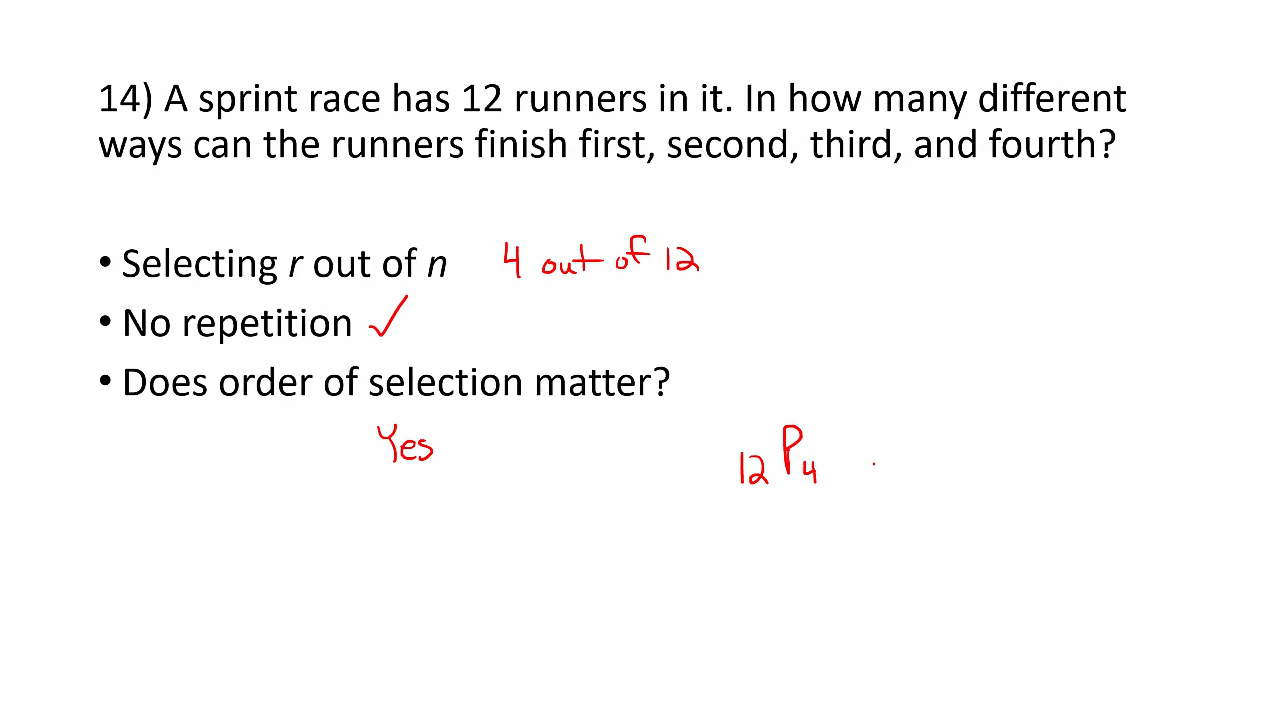 14) A sprint race has 12 runners in it. In how many different
ways can the runners finish first, second, third, and fourth?
• Selecting r out of n 4 out of 12
• No repetition ✓
• Does order of selection matter?
Yes
12P4